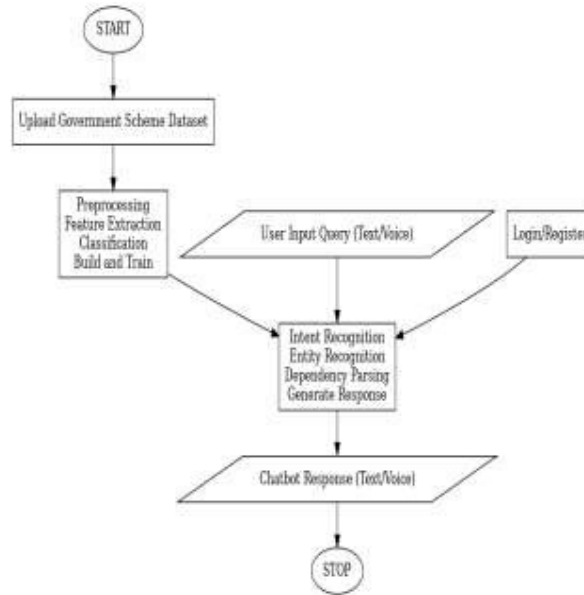 START
Upload Government Scheme Dataset
Preprocessing
Feature Extraction
Classification
Build and Train
User Input Query (Text/Voice)
Login/Register
Intent Recognition
Entity Recognition
Dependency Parsing
Generate Response
Chatbot Response (Text/Voice)
STOP